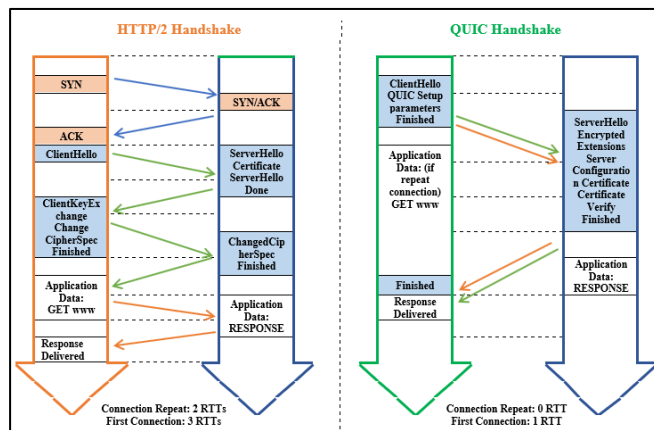 HTTP/2 Handshake
SYN
SYN/ACK
ACK
ClientHello
ServerHello
Certificate
ServerHello
Done
ClientKeyEx
change
Change
CipherSpec
Finished
ChangedCip
herSpec
Finished
Application
Data:
GET www
Application
Data:
RESPONSE
Response
Delivered
Connection Repeat: 2 RTTs
First Connection: 3 RTTs
QUIC Handshake
ClientHello
QUIC Setup
parameters
Finished
ServerHello
Encrypted
Extensions
Server
Configuratio
n Certificate
Certificate
Verify
Finished
Application
Data: (if
repeat
connection)
GET www
Application
Data:
RESPONSE
Finished
Response
Delivered
Connection Repeat: 0 RTT
First Connection: 1 RTT